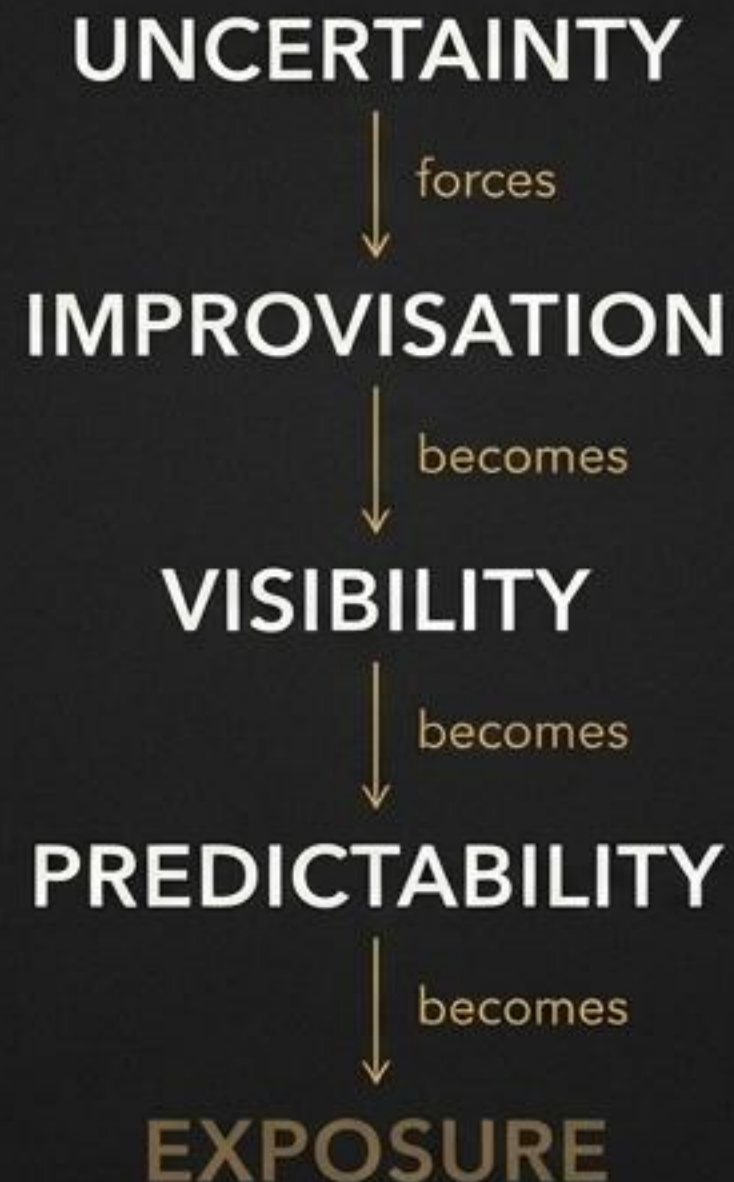 UNCERTAINTY
forces
IMPROVISATION
becomes
VISIBILITY
becomes
PREDICTABILITY
becomes
EXPOSURE